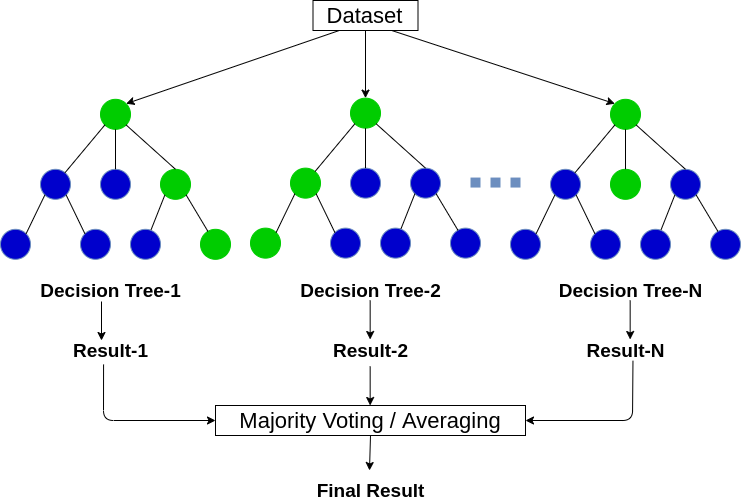 Dataset
Decision Tree-1
Decision Tree-2
Decision Tree-N
Result-1
Result-2
Result-N
Majority Voting / Averaging
Final Result